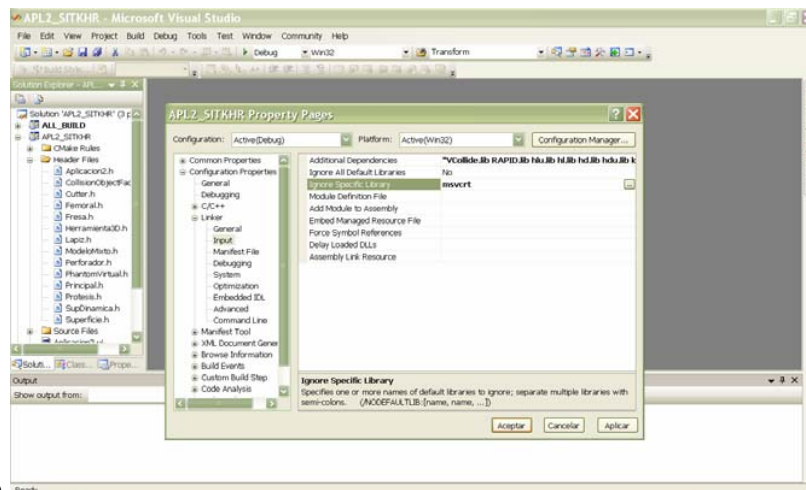 APL2_SITKHR - Microsoft Visual Studio
File Edit View Project Build Debug Tools Test Window Community Help
Debug Win32 Transform
Solution Explorer - APL...
Solution 'APL2_SITKHR' (3 p
ALL_BUILD
APL2_SITKHR
CMake Rules
Header Files
Aplicacion2.h
CollisionObjectFac
Cutter.h
Femoral.h
Fresa.h
Herramienta3D.h
Lapiz.h
ModeloMixto.h
Perforador.h
PhantomVirtual.h
Principal.h
Protesis.h
SupDinamica.h
Superficie.h
Source Files
Soluti... Class... Prope...
APL2_SITKHR Property Pages
Configuration: Active(Debug) Platform: Active(Win32) Configuration Manager...
Common Properties
Configuration Properties
General
Debugging
C/C++
Linker
General
Input
Manifest File
Debugging
System
Optimization
Embedded IDL
Advanced
Command Line
Manifest Tool
XML Document Gener
Browse Information
Build Events
Custom Build Step
Code Analysis
Additional Dependencies "VCollide.lib RAPID.lib hlu.lib hl.lib hd.lib hdu.lib k
Ignore All Default Libraries No
Ignore Specific Library msvcrt
Module Definition File
Add Module to Assembly
Embed Managed Resource File
Force Symbol References
Delay Loaded DLLs
Assembly Link Resource
Ignore Specific Library
Specifies one or more names of default libraries to ignore; separate multiple libraries with
semi-colons. (/NODEFAULTLIB:[name, name, ...])
Aceptar Cancelar Aplicar
Output
Show output from:
Ready